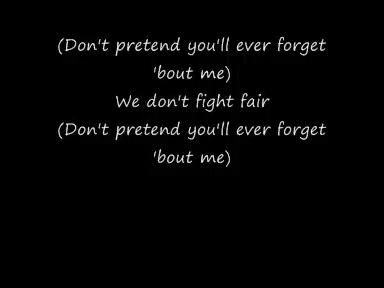 (Don't pretend you'll ever forget
'bout me)
We don't fight fair
(Don't pretend you'll ever forget
'bout me)